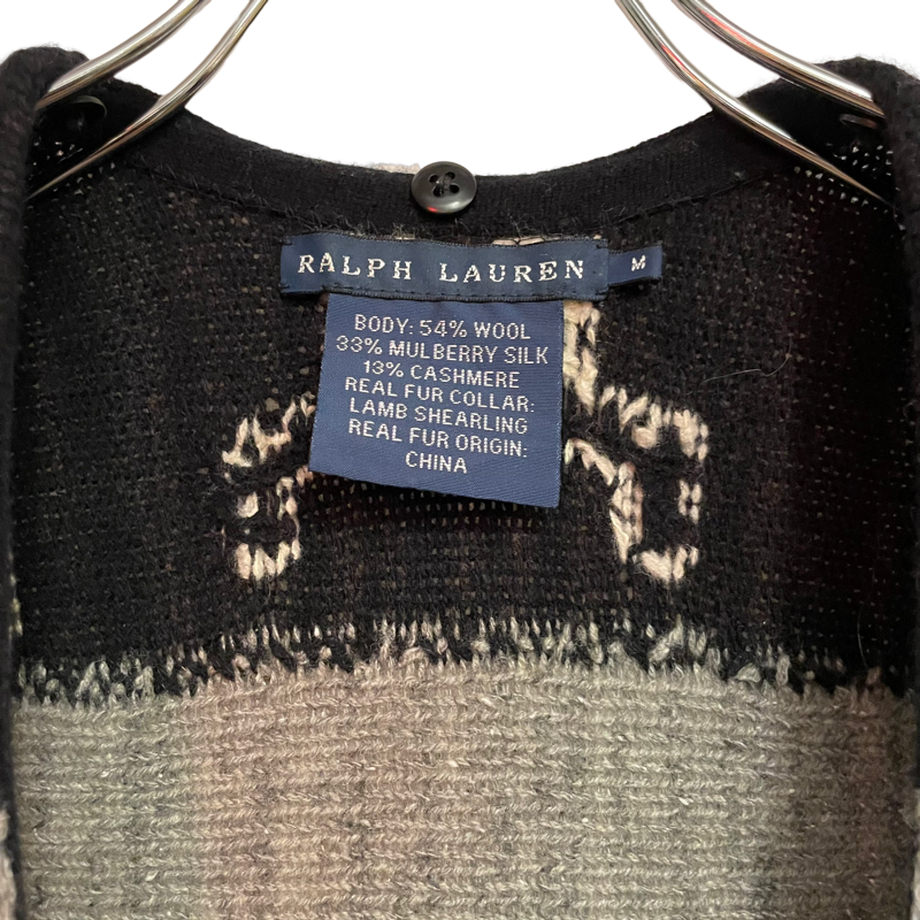 RALPH LAUREN
M
BODY: 54% WOOL
33% MULBERRY SILK
13% CASHMERE
REAL FUR COLLAR:
LAMB SHEARLING
REAL FUR ORIGIN:
CHINA